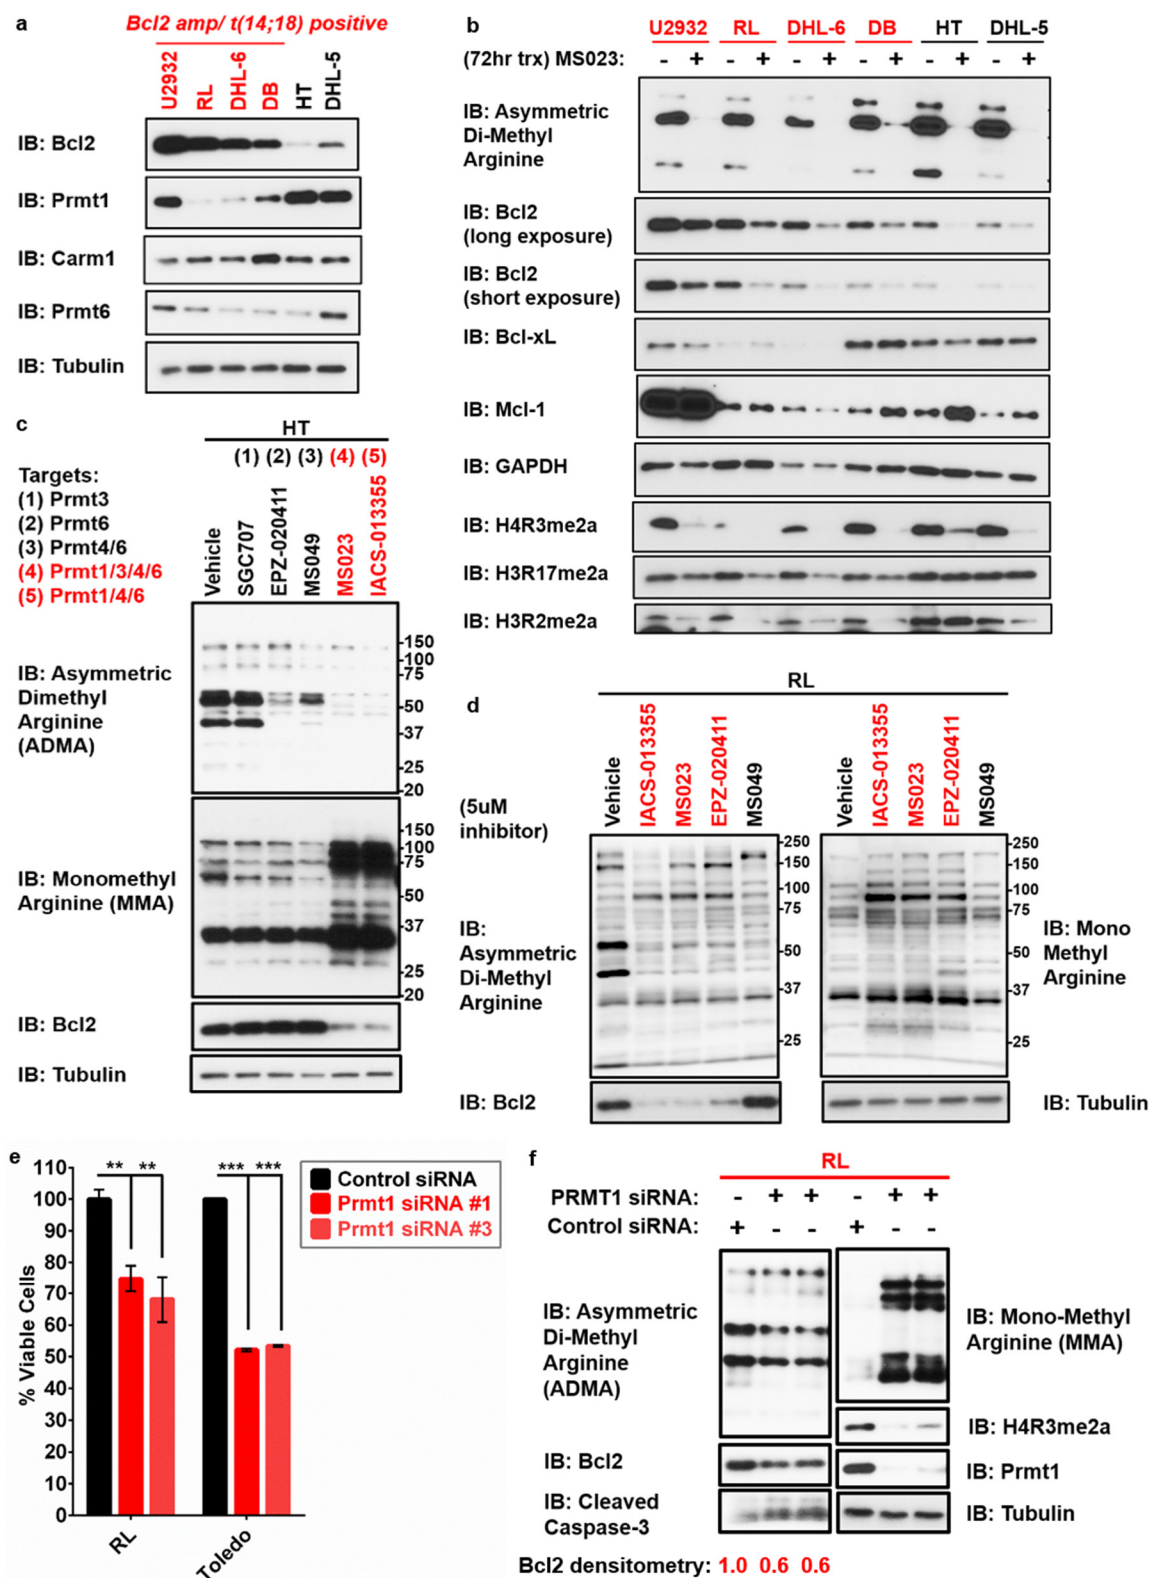 a
Bcl2 amp/ t(14;18) positive
U2932
RL
DHL-6
DB
HT
DHL-5
IB: Bcl2
IB: Prmt1
IB: Carm1
IB: Prmt6
IB: Tubulin
b
U2932 RL DHL-6 DB HT DHL-5
(72hr trx) MS023: - + - + - + - + - + - +
IB: Asymmetric
Di-Methyl
Arginine
IB: Bcl2
(long exposure)
IB: Bcl2
(short exposure)
IB: Bcl-xL
IB: Mcl-1
IB: GAPDH
IB: H4R3me2a
IB: H3R17me2a
IB: H3R2me2a
c
HT
(1) (2) (3) (4) (5)
Targets:
(1) Prmt3
(2) Prmt6
(3) Prmt4/6
(4) Prmt1/3/4/6
(5) Prmt1/4/6
Vehicle
SGC707
EPZ-020411
MS049
MS023
IACS-013355
IB: Asymmetric
Dimethyl
Arginine
(ADMA)
-150
-100
-75
-50
-37
-25
-20
IB: Monomethyl
Arginine (MMA)
-150
-100
-75
-50
-37
-25
-20
IB: Bcl2
IB: Tubulin
d
RL
(5uM
inhibitor)
Vehicle
IACS-013355
MS023
EPZ-020411
MS049
Vehicle
IACS-013355
MS023
EPZ-020411
MS049
IB:
Asymmetric
Di-Methyl
Arginine
-250
-150
-100
-75
-50
-37
-25
-250
-150
-100
-75
-50
-37
-25
IB: Mono
Methyl
Arginine
IB: Bcl2
IB: Tubulin
e
% Viable Cells
110
100
90
80
70
60
50
40
30
20
10
0
** **
*** ***
Control siRNA
Prmt1 siRNA #1
Prmt1 siRNA #3
RL
Toledo
f
RL
PRMT1 siRNA: - + + - + +
Control siRNA: + - - + - -
IB: Asymmetric
Di-Methyl
Arginine
(ADMA)
IB: Mono-Methyl
Arginine (MMA)
IB: H4R3me2a
IB: Bcl2
IB: Prmt1
IB: Cleaved
Caspase-3
IB: Tubulin
Bcl2 densitometry: 1.0 0.6 0.6